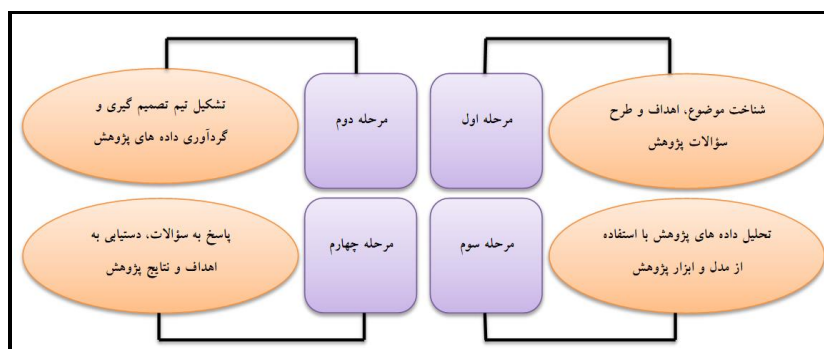 مرحله اول
شناخت موضوع، اهداف و طرح
سؤالات پژوهش
مرحله دوم
تشکیل تیم تصمیم گیری و
گردآوری داده های پژوهش
مرحله سوم
تحلیل داده های پژوهش با استفاده
از مدل و ابزار پژوهش
مرحله چهارم
پاسخ به سؤالات، دستیابی به
اهداف و نتایج پژوهش